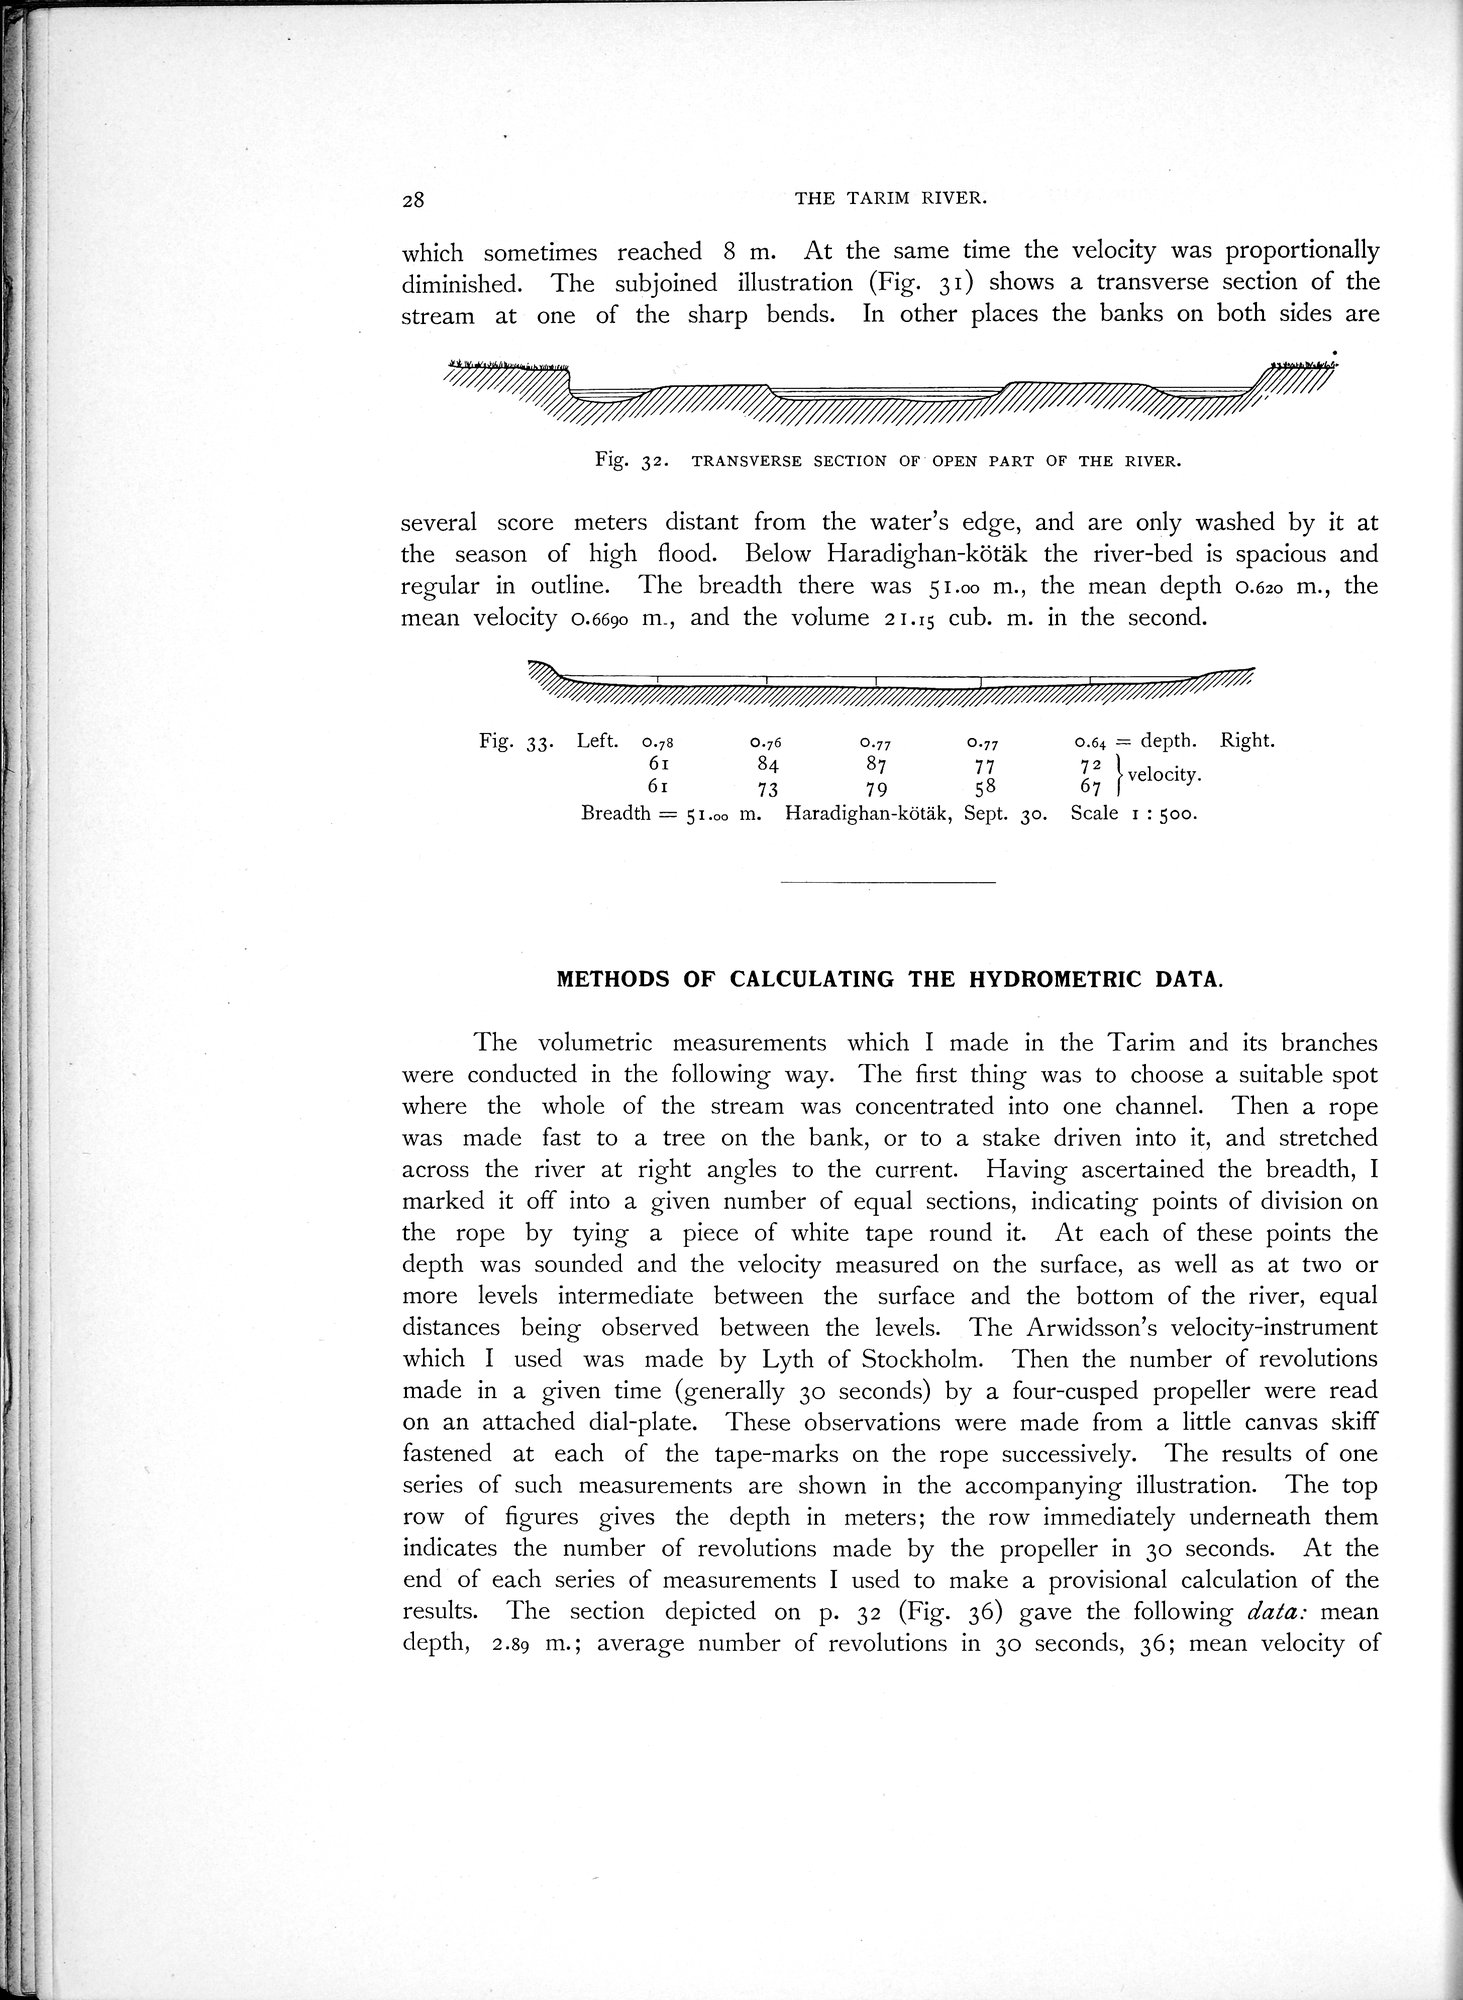 28
THE TARIM RIVER.
which sometimes reached 8 m. At the same time the velocity was proportionally
diminished. The subjoined illustration (Fig. 31) shows a transverse section of the
stream at one of the sharp bends. In other places the banks on both sides are
Fig. 32. TRANSVERSE SECTION OF OPEN PART OF THE RIVER.
several score meters distant from the water's edge, and are only washed by it at
the season of high flood. Below Haradighan-kötäk the river-bed is spacious and
regular in outline. The breadth there was 51.00 m., the mean depth 0.620 m., the
mean velocity 0.6690 m., and the volume 21.15 cub. m. in the second.
Fig. 33. Left. 0.78 0.76 0.77 0.77 0.64 = depth. Right.
61 84 87 77 72
velocity.
61 73 79 58 67
Breadth = 51.00 m. Haradighan-kötäk, Sept. 30. Scale 1 : 500.
METHODS OF CALCULATING THE HYDROMETRIC DATA.
The volumetric measurements which I made in the Tarim and its branches
were conducted in the following way. The first thing was to choose a suitable spot
where the whole of the stream was concentrated into one channel. Then a rope
was made fast to a tree on the bank, or to a stake driven into it, and stretched
across the river at right angles to the current. Having ascertained the breadth, I
marked it off into a given number of equal sections, indicating points of division on
the rope by tying a piece of white tape round it. At each of these points the
depth was sounded and the velocity measured on the surface, as well as at two or
more levels intermediate between the surface and the bottom of the river, equal
distances being observed between the levels. The Arwidsson's velocity-instrument
which I used was made by Lyth of Stockholm. Then the number of revolutions
made in a given time (generally 30 seconds) by a four-cusped propeller were read
on an attached dial-plate. These observations were made from a little canvas skiff
fastened at each of the tape-marks on the rope successively. The results of one
series of such measurements are shown in the accompanying illustration. The top
row of figures gives the depth in meters; the row immediately underneath them
indicates the number of revolutions made by the propeller in 30 seconds. At the
end of each series of measurements I used to make a provisional calculation of the
results. The section depicted on p. 32 (Fig. 36) gave the following data: mean
depth, 2.89 m.; average number of revolutions in 30 seconds, 36; mean velocity of